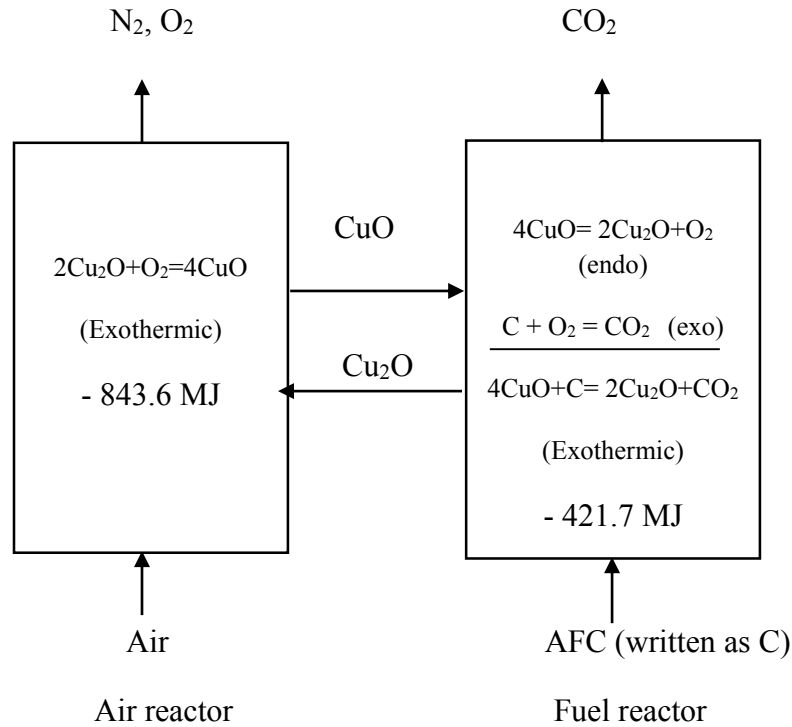 N₂, O₂
CO₂
2Cu₂O+O₂=4CuO
(Exothermic)
- 843.6 MJ
CuO
Cu₂O
4CuO= 2Cu₂O+O₂
(endo)
C + O₂ = CO₂ (exo)
4CuO+C= 2Cu₂O+CO₂
(Exothermic)
- 421.7 MJ
Air
AFC (written as C)
Air reactor
Fuel reactor